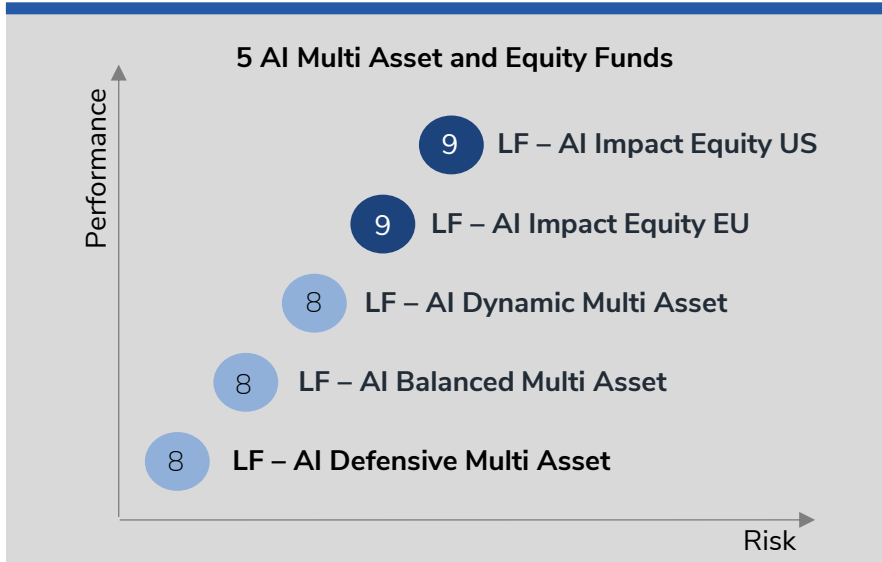 5 AI Multi Asset and Equity Funds
Performance
9 LF – AI Impact Equity US
9 LF – AI Impact Equity EU
8 LF – AI Dynamic Multi Asset
8 LF – AI Balanced Multi Asset
8 LF – AI Defensive Multi Asset
Risk